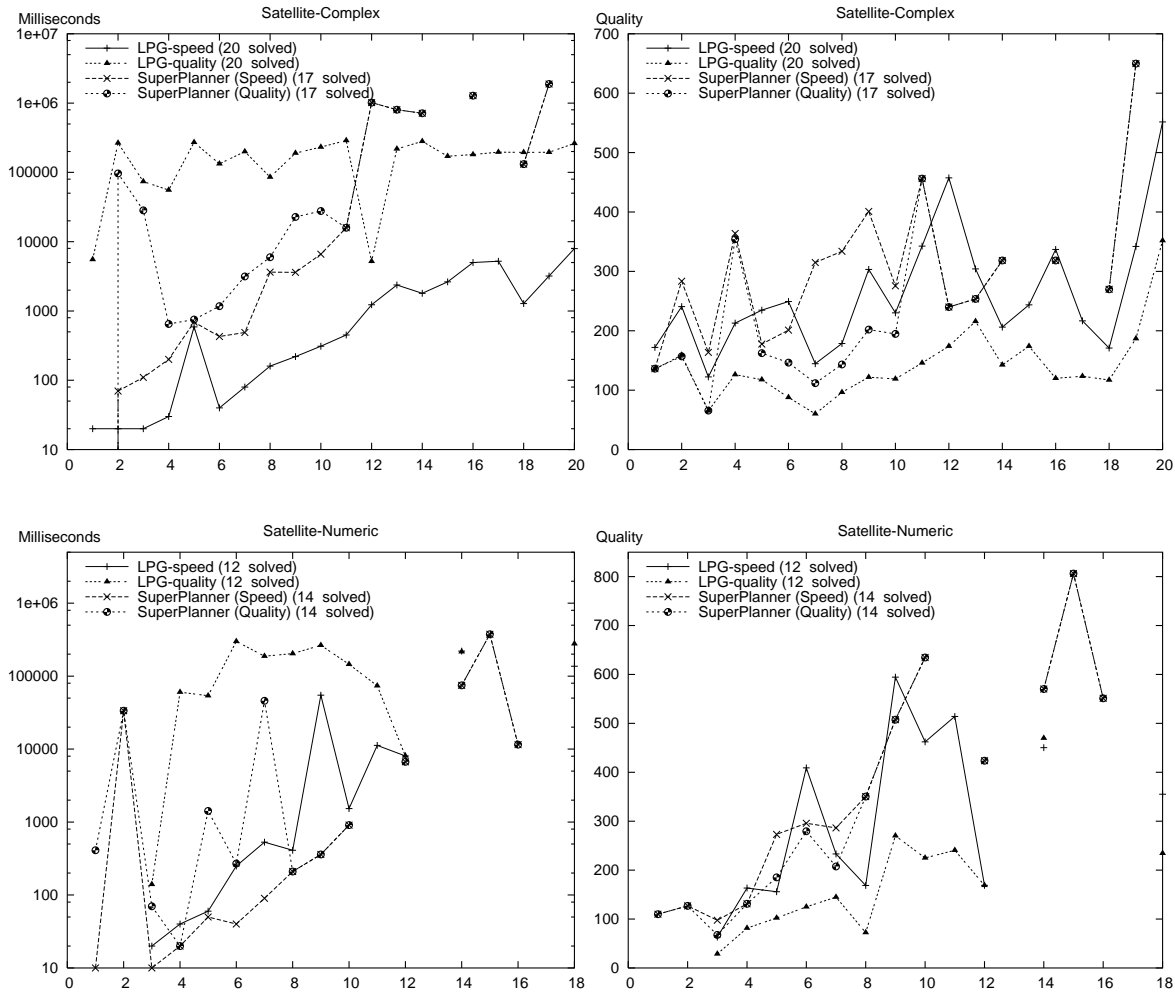 Satellite-Complex
Milliseconds
1e+07
1e+06
100000
10000
1000
100
10
LPG-speed (20 solved)
LPG-quality (20 solved)
SuperPlanner (Speed) (17 solved)
SuperPlanner (Quality) (17 solved)
0 2 4 6 8 10 12 14 16 18 20
Satellite-Complex
Quality
700
600
500
400
300
200
100
0
LPG-speed (20 solved)
LPG-quality (20 solved)
SuperPlanner (Speed) (17 solved)
SuperPlanner (Quality) (17 solved)
0 2 4 6 8 10 12 14 16 18 20
Satellite-Numeric
Milliseconds
1e+06
100000
10000
1000
100
10
LPG-speed (12 solved)
LPG-quality (12 solved)
SuperPlanner (Speed) (14 solved)
SuperPlanner (Quality) (14 solved)
0 2 4 6 8 10 12 14 16 18
Satellite-Numeric
Quality
800
700
600
500
400
300
200
100
0
LPG-speed (12 solved)
LPG-quality (12 solved)
SuperPlanner (Speed) (14 solved)
SuperPlanner (Quality) (14 solved)
0 2 4 6 8 10 12 14 16 18